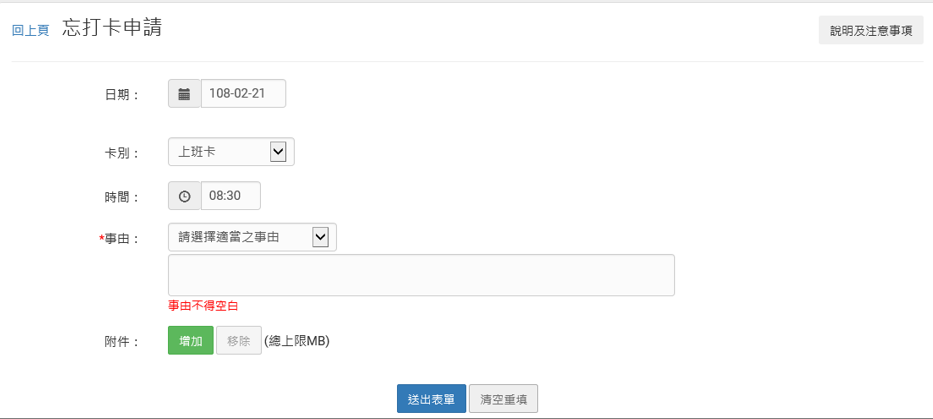 回上頁 忘打卡申請 說明及注意事項
日期： 108-02-21
卡別： 上班卡
時間： 08:30
*事由： 請選擇適當之事由
事由不得空白
附件： 增加 移除 (總上限MB)
送出表單 清空重填